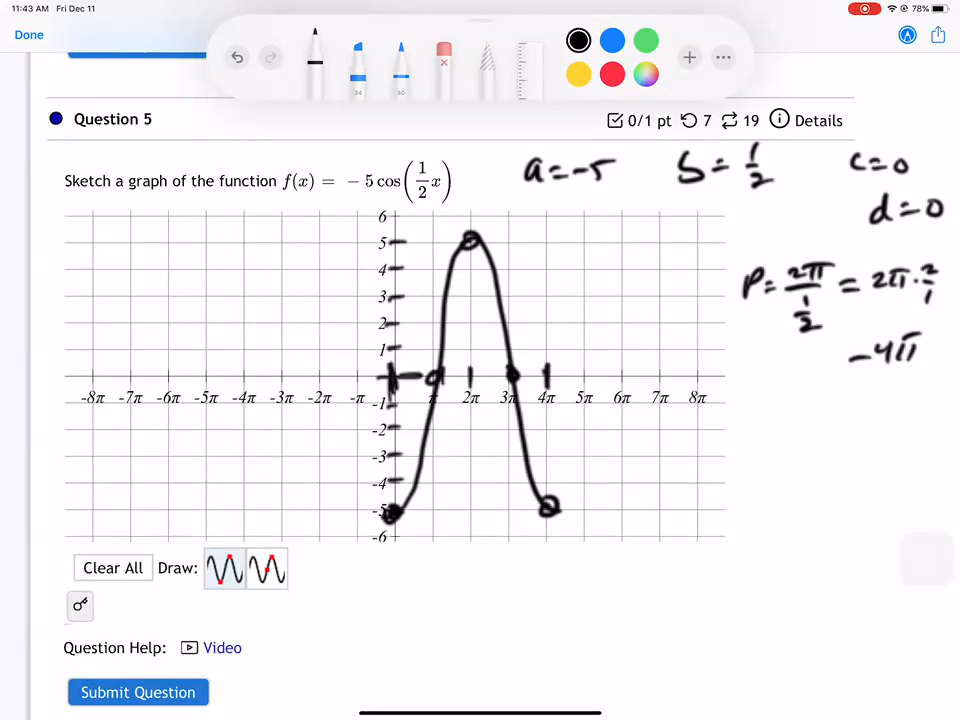 11:43 AM Fri Dec 11
78%
Done
34
50
Question 5
0/1 pt 7 19 Details
Sketch a graph of the function f(x) = − 5 cos(1/2 x)
a=-5 b=1/2 c=0
d=0
P= 2π/(1/2) = 2π·2/1
-4π
6
5
4
3
2
1
-8π -7π -6π -5π -4π -3π -2π -π π 2π 3π 4π 5π 6π 7π 8π
-1
-2
-3
-4
-5
-6
Clear All Draw:
Question Help: Video
Submit Question